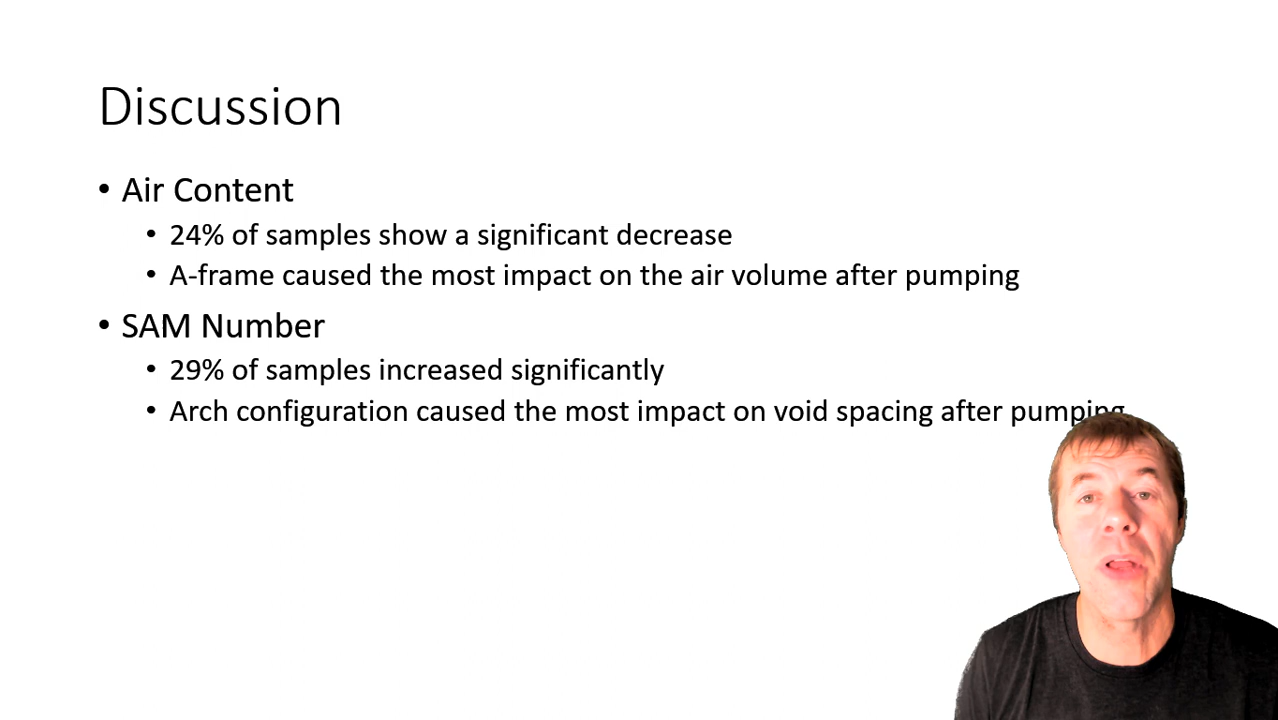 Discussion
• Air Content
• 24% of samples show a significant decrease
• A-frame caused the most impact on the air volume after pumping
• SAM Number
• 29% of samples increased significantly
• Arch configuration caused the most impact on void spacing after pumping